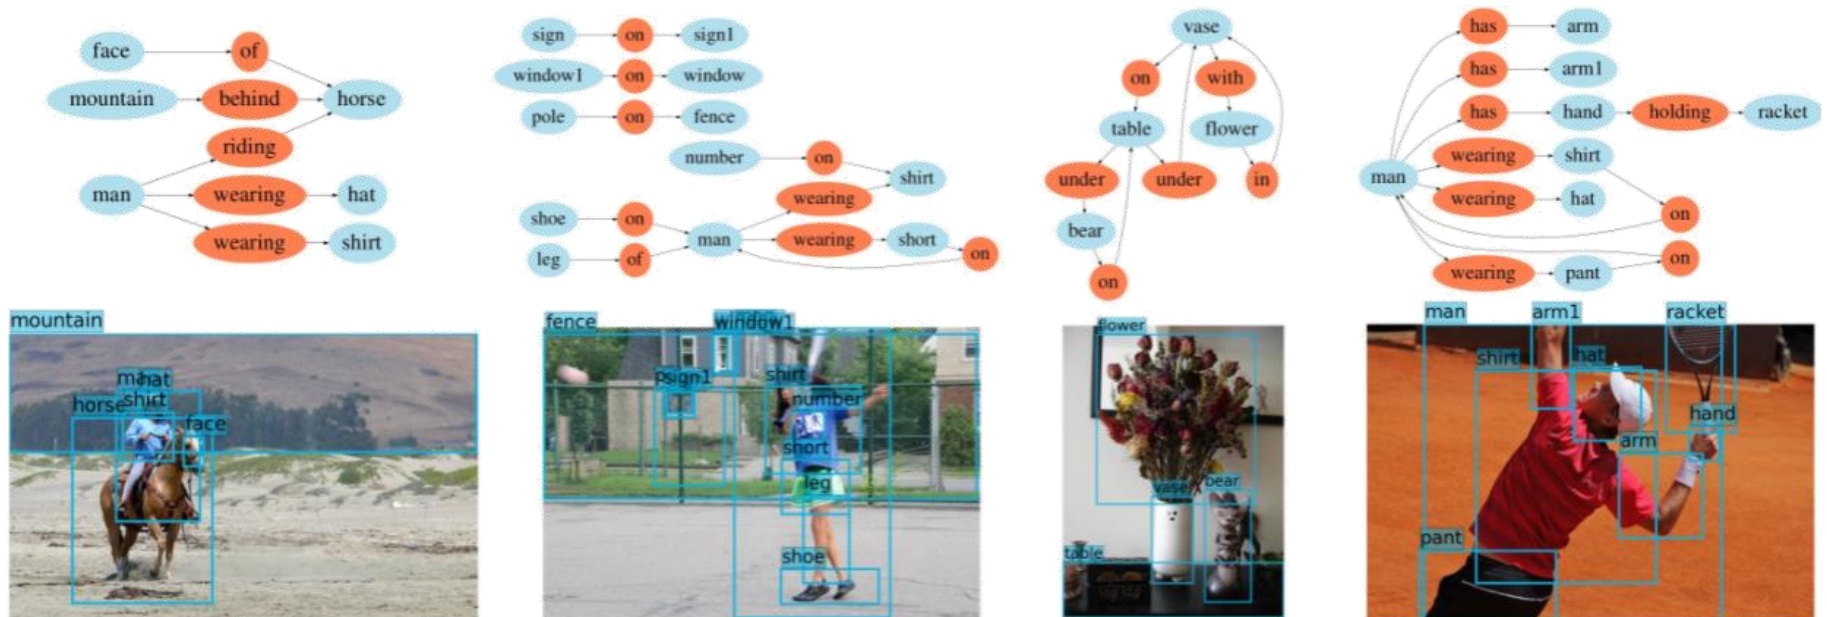 face of
mountain behind horse
riding
man wearing hat
wearing shirt
sign on sign1
window1 on window
pole on fence
number on
shirt
wearing
shoe on
man wearing short
leg of on
vase
on with
table flower
under under in
bear
on
has arm
has arm1
has hand holding racket
wearing shirt
man
wearing hat
on
on
wearing pant
mountain
hat
shirt
horse
face
fence
window1
sign1
shirt
number
short
leg
shoe
flower
vase
bear
table
man
arm1
racket
shirt
hat
hand
arm
pant